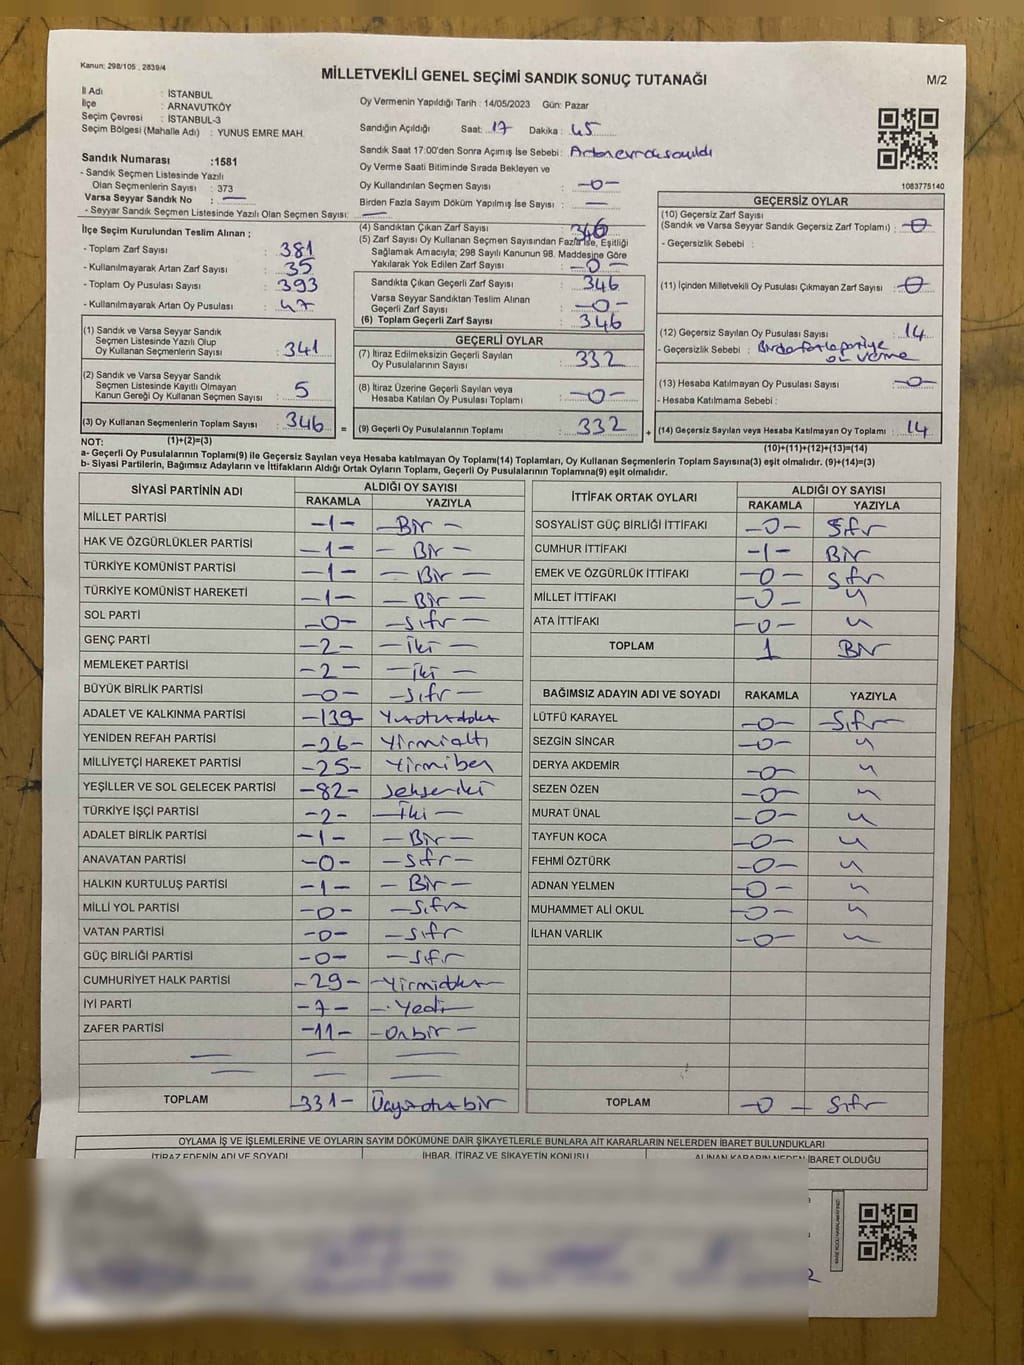 Kanun: 298/105 , 2839/4
MİLLETVEKİLİ GENEL SEÇİMİ SANDIK SONUÇ TUTANAĞI
M/2
İl Adı : İSTANBUL
İlçe : ARNAVUTKÖY
Seçim Çevresi : İSTANBUL-3
Seçim Bölgesi (Mahalle Adı) : YUNUS EMRE MAH.
Sandık Numarası :1581
- Sandık Seçmen Listesinde Yazılı
Olan Seçmenlerin Sayısı : 373
Varsa Seyyar Sandık No : —
- Seyyar Sandık Seçmen Listesinde Yazılı Olan Seçmen Sayısı: —
Oy Vermenin Yapıldığı Tarih : 14/05/2023 Gün: Pazar
Sandığın Açıldığı Saat: 17 Dakika : 45
Sandık Saat 17:00'den Sonra Açımış İse Sebebi :
Oy Verme Saati Bitiminde Sırada Bekleyen ve
Oy Kullandırılan Seçmen Sayısı : —0—
Birden Fazla Sayım Döküm Yapılmış İse Sayısı : —
1083775140
İlçe Seçim Kurulundan Teslim Alınan ;
- Toplam Zarf Sayısı : 381
- Kullanılmayarak Artan Zarf Sayısı : 35
- Toplam Oy Pusulası Sayısı : 393
- Kullanılmayarak Artan Oy Pusulası : 47
(1) Sandık ve Varsa Seyyar Sandık
Seçmen Listesinde Yazılı Olup
Oy Kullanan Seçmenlerin Sayısı : 341
(2) Sandık ve Varsa Seyyar Sandık
Seçmen Listesinde Kayıtlı Olmayan
Kanun Gereği Oy Kullanan Seçmen Sayısı : 5
(3) Oy Kullanan Seçmenlerin Toplam Sayısı : 346 =
(4) Sandıktan Çıkan Zarf Sayısı : 346
(5) Zarf Sayısı Oy Kullanan Seçmen Sayısından Fazla İse, Eşitliği
Sağlamak Amacıyla; 298 Sayılı Kanunun 98. Maddesine Göre
Yakılarak Yok Edilen Zarf Sayısı : —0—
Sandıkta Çıkan Geçerli Zarf Sayısı : 346
Varsa Seyyar Sandıktan Teslim Alınan
Geçerli Zarf Sayısı : —0—
(6) Toplam Geçerli Zarf Sayısı : 346
GEÇERLİ OYLAR
(7) İtiraz Edilmeksizin Geçerli Sayılan
Oy Pusulalarının Sayısı : 332
(8) İtiraz Üzerine Geçerli Sayılan veya
Hesaba Katılan Oy Pusulası Toplamı : —0—
(9) Geçerli Oy Pusulalarının Toplamı : 332 +
GEÇERSİZ OYLAR
(10) Geçersiz Zarf Sayısı
(Sandık ve Varsa Seyyar Sandık Geçersiz Zarf Toplamı) : 0
- Geçersizlik Sebebi :
(11) İçinden Milletvekili Oy Pusulası Çıkmayan Zarf Sayısı : 0
(12) Geçersiz Sayılan Oy Pusulası Sayısı : 14
- Geçersizlik Sebebi : Birden fazla partiye
oy verme
(13) Hesaba Katılmayan Oy Pusulası Sayısı : —0—
- Hesaba Katılmama Sebebi :
(14) Geçersiz Sayılan veya Hesaba Katılmayan Oy Toplamı : 14
NOT: (1)+(2)=(3) (10)+(11)+(12)+(13)=(14)
a- Geçerli Oy Pusulalarının Toplamı(9) ile Geçersiz Sayılan veya Hesaba katılmayan Oy Toplamı(14) Toplamları, Oy Kullanan Seçmenlerin Toplam Sayısına(3) eşit olmalıdır. (9)+(14)=(3)
b- Siyasi Partilerin, Bağımsız Adayların ve İttifakların Aldığı Ortak Oyların Toplam, Geçerli Oy Pusulalarının Toplamına(9) eşit olmalıdır.
SİYASİ PARTİNİN ADI ALDIĞI OY SAYISI
RAKAMLA YAZIYLA
MİLLET PARTİSİ —1— —Bir—
HAK VE ÖZGÜRLÜKLER PARTİSİ —1— —Bir—
TÜRKİYE KOMÜNİST PARTİSİ —1— —Bir—
TÜRKİYE KOMÜNİST HAREKETİ —1— —Bir—
SOL PARTİ —0— —Sıfır
GENÇ PARTİ —2— —İki—
MEMLEKET PARTİSİ —2— —İki—
BÜYÜK BİRLİK PARTİSİ —0— —Sıfır—
ADALET VE KALKINMA PARTİSİ —139— Yüzotuzdokuz
YENİDEN REFAH PARTİSİ —26— Yirmialtı
MİLLİYETÇİ HAREKET PARTİSİ —25— Yirmibeş
YEŞİLLER VE SOL GELECEK PARTİSİ —82— Sekseniki
TÜRKİYE İŞÇİ PARTİSİ —2— —İki—
ADALET BİRLİK PARTİSİ —1— —Bir—
ANAVATAN PARTİSİ —0— —Sıfır—
HALKIN KURTULUŞ PARTİSİ —1— —Bir—
MİLLİ YOL PARTİSİ —0— —Sıfır
VATAN PARTİSİ —0— —Sıfır
GÜÇ BİRLİĞİ PARTİSİ —0— —Sıfır
CUMHURİYET HALK PARTİSİ —29— —Yirmidokuz—
İYİ PARTİ —7— —Yedi—
ZAFER PARTİSİ —11— —Onbir—
TOPLAM —331— Üçyüzotuzbir
İTTİFAK ORTAK OYLARI ALDIĞI OY SAYISI
RAKAMLA YAZIYLA
SOSYALİST GÜÇ BİRLİĞİ İTTİFAKI —0— Sıfır
CUMHUR İTTİFAKI —1— Bir
EMEK VE ÖZGÜRLÜK İTTİFAKI —0— Sıfır
MİLLET İTTİFAKI —0— "
ATA İTTİFAKI —0— "
TOPLAM 1 Bir
BAĞIMSIZ ADAYIN ADI VE SOYADI RAKAMLA YAZIYLA
LÜTFÜ KARAYEL —0— —Sıfır—
SEZGİN SİNCAR —0— "
DERYA AKDEMİR —0— "
SEZEN ÖZEN —0— "
MURAT ÜNAL —0— "
TAYFUN KOCA —0— "
FEHMİ ÖZTÜRK —0— "
ADNAN YELMEN —0— "
MUHAMMET ALİ OKUL —0— "
İLHAN VARLIK —0— "
TOPLAM —0— Sıfır
OYLAMA İŞ VE İŞLEMLERİNE VE OYLARIN SAYIM DÖKÜMÜNE DAİR ŞİKAYETLERLE BUNLARA AİT KARARLARIN NELERDEN İBARET BULUNDUKLARI
İTİRAZ EDENİN ADI VE SOYADI İHBAR, İTİRAZ VE ŞİKAYETİN KONUSU ALINAN KARARIN NEDEN İBARET OLDUĞU